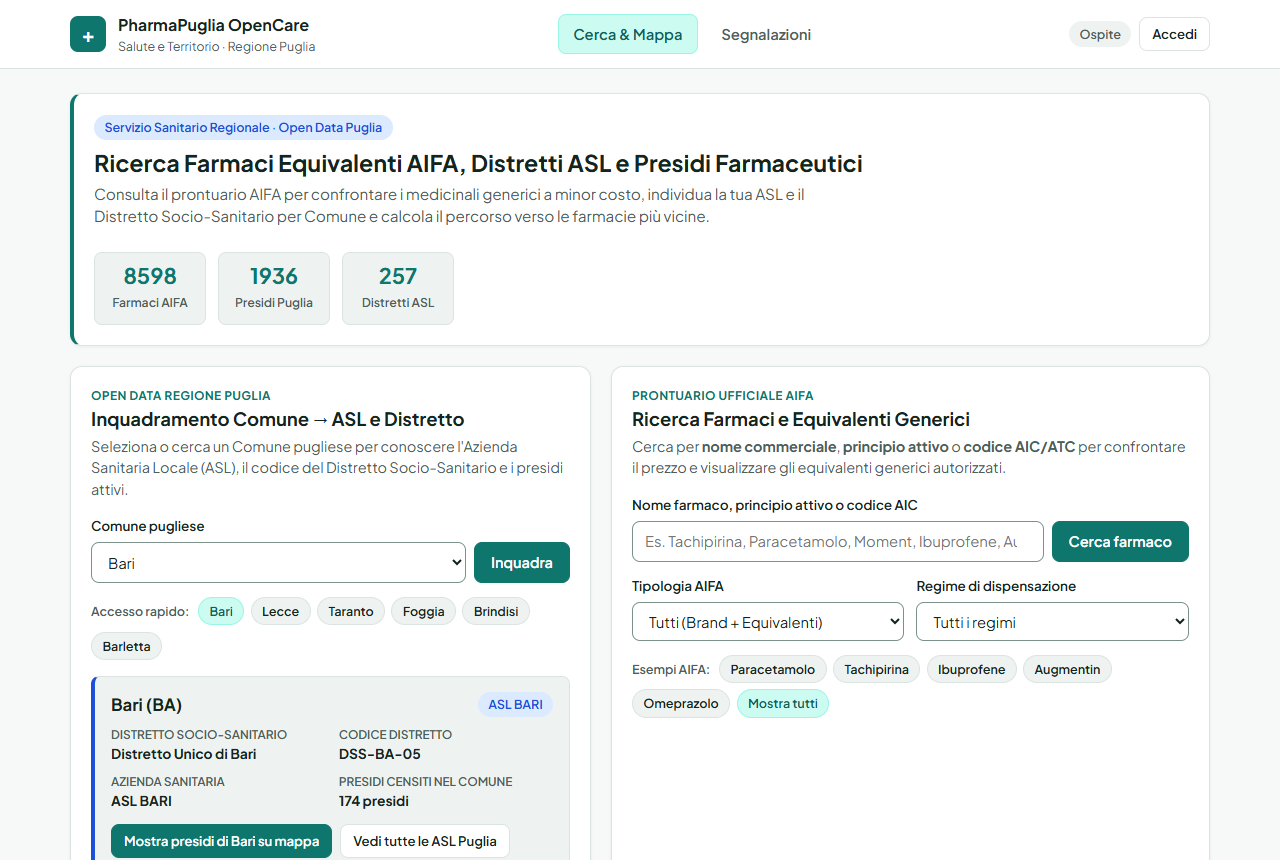 PharmaPuglia OpenCare
Salute e Territorio · Regione Puglia
Cerca & Mappa
Segnalazioni
Ospite
Accedi
Servizio Sanitario Regionale · Open Data Puglia
Ricerca Farmaci Equivalenti AIFA, Distretti ASL e Presidi Farmaceutici
Consulta il prontuario AIFA per confrontare i medicinali generici a minor costo, individua la tua ASL e il
Distretto Socio-Sanitario per Comune e calcola il percorso verso le farmacie più vicine.
8598
Farmaci AIFA
1936
Presidi Puglia
257
Distretti ASL
OPEN DATA REGIONE PUGLIA
Inquadramento Comune → ASL e Distretto
Seleziona o cerca un Comune pugliese per conoscere l'Azienda
Sanitaria Locale (ASL), il codice del Distretto Socio-Sanitario e i presidi
attivi.
Comune pugliese
Bari
Inquadra
Accesso rapido:
Bari
Lecce
Taranto
Foggia
Brindisi
Barletta
Bari (BA)
ASL BARI
DISTRETTO SOCIO-SANITARIO
Distretto Unico di Bari
CODICE DISTRETTO
DSS-BA-05
AZIENDA SANITARIA
ASL BARI
PRESIDI CENSITI NEL COMUNE
174 presidi
Mostra presidi di Bari su mappa
Vedi tutte le ASL Puglia
PRONTUARIO UFFICIALE AIFA
Ricerca Farmaci e Equivalenti Generici
Cerca per nome commerciale, principio attivo o codice AIC/ATC per confrontare
il prezzo e visualizzare gli equivalenti generici autorizzati.
Nome farmaco, principio attivo o codice AIC
Es. Tachipirina, Paracetamolo, Moment, Ibuprofene, Au
Cerca farmaco
Tipologia AIFA
Tutti (Brand + Equivalenti)
Regime di dispensazione
Tutti i regimi
Esempi AIFA:
Paracetamolo
Tachipirina
Ibuprofene
Augmentin
Omeprazolo
Mostra tutti